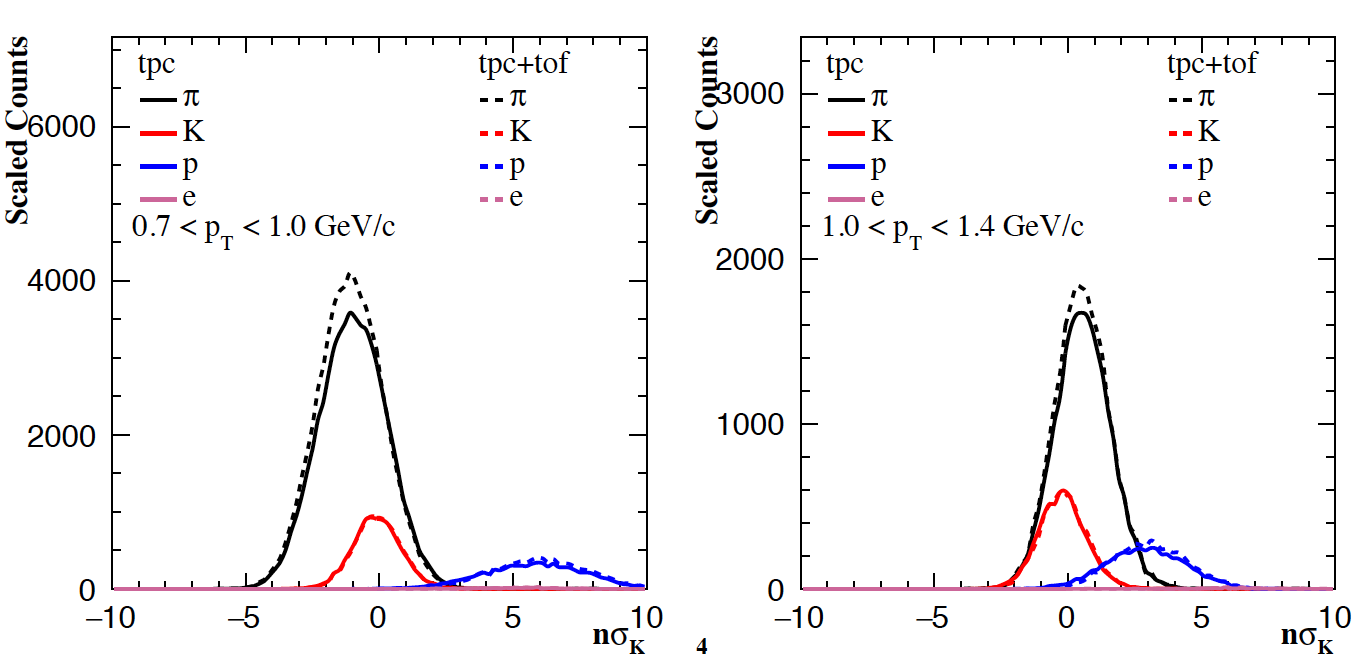 Scaled Counts
tpc tpc+tof
π π
K K
p p
e e
0.7 < p_T < 1.0 GeV/c
6000
4000
2000
0
−10 −5 0 5 10
nσ_K
Scaled Counts
tpc tpc+tof
π π
K K
p p
e e
1.0 < p_T < 1.4 GeV/c
3000
2000
1000
0
−10 −5 0 5 10
nσ_K
4